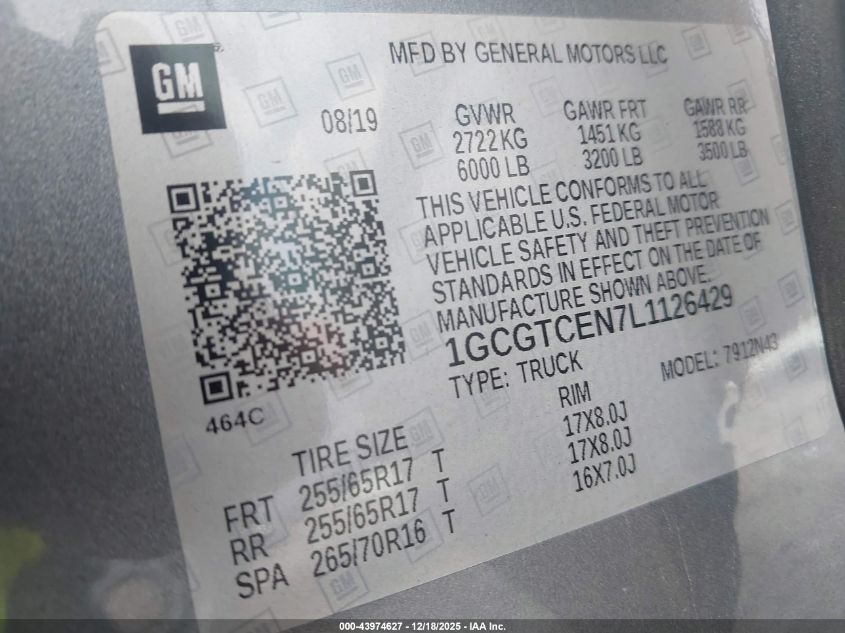 GM
MFD BY GENERAL MOTORS LLC
08/19
GVWR GAWR FRT GAWR RR
2722 KG 1451 KG 1588 KG
6000 LB 3200 LB 3500 LB
THIS VEHICLE CONFORMS TO ALL
APPLICABLE U.S. FEDERAL MOTOR
VEHICLE SAFETY AND THEFT PREVENTION
STANDARDS IN EFFECT ON THE DATE OF
MANUFACTURE SHOWN ABOVE.
1GCGTCEN7L1126429
TYPE: TRUCK MODEL: 7912N43
464C
TIRE SIZE RIM
FRT 255/65R17 T 17X8.0J
RR 255/65R17 T 17X8.0J
SPA 265/70R16 T 16X7.0J
000-43974627 - 12/18/2025 - IAA Inc.